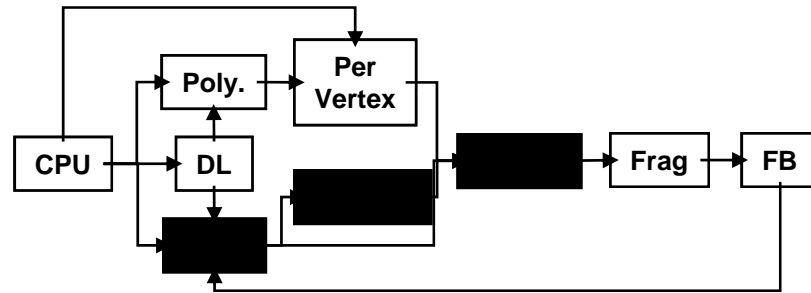 Poly.
Per
Vertex
CPU
DL
Frag
FB